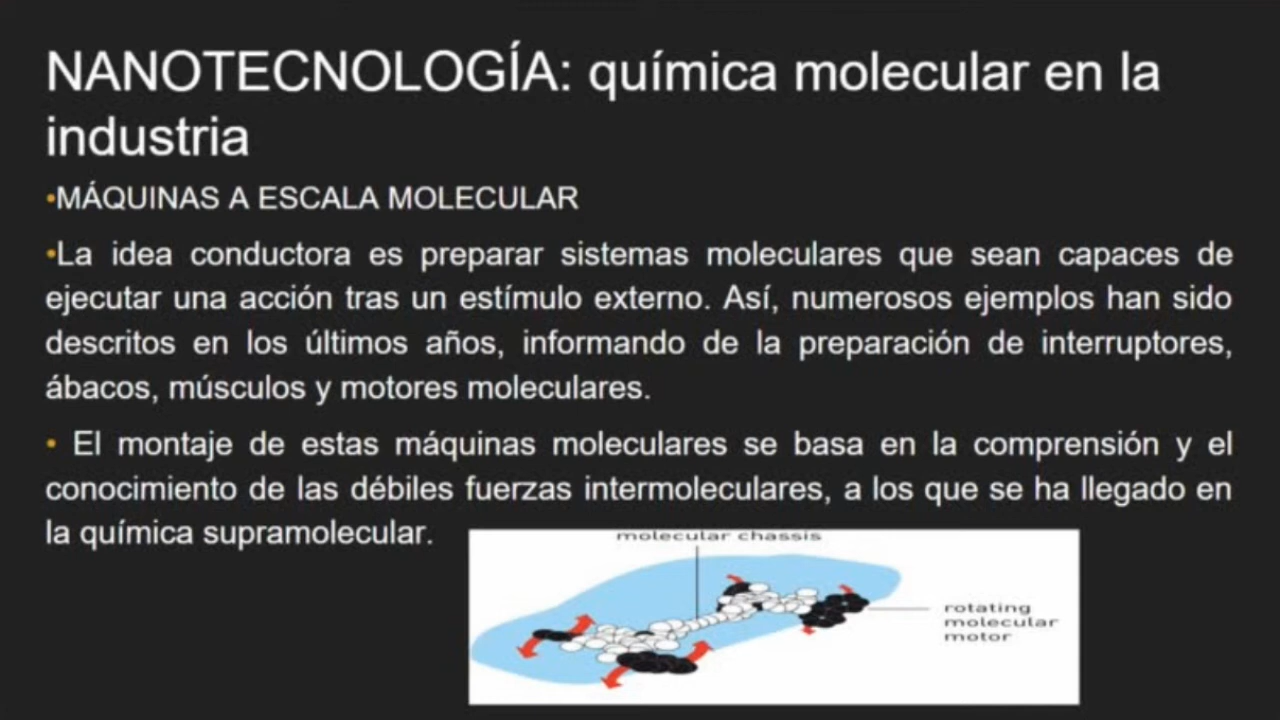 NANOTECNOLOGÍA: química molecular en la
industria
•MÁQUINAS A ESCALA MOLECULAR
•La idea conductora es preparar sistemas moleculares que sean capaces de
ejecutar una acción tras un estímulo externo. Así, numerosos ejemplos han sido
descritos en los últimos años, informando de la preparación de interruptores,
ábacos, músculos y motores moleculares.
• El montaje de estas máquinas moleculares se basa en la comprensión y el
conocimiento de las débiles fuerzas intermoleculares, a los que se ha llegado en
la química supramolecular.
molecular chassis
rotating
molecular
motor